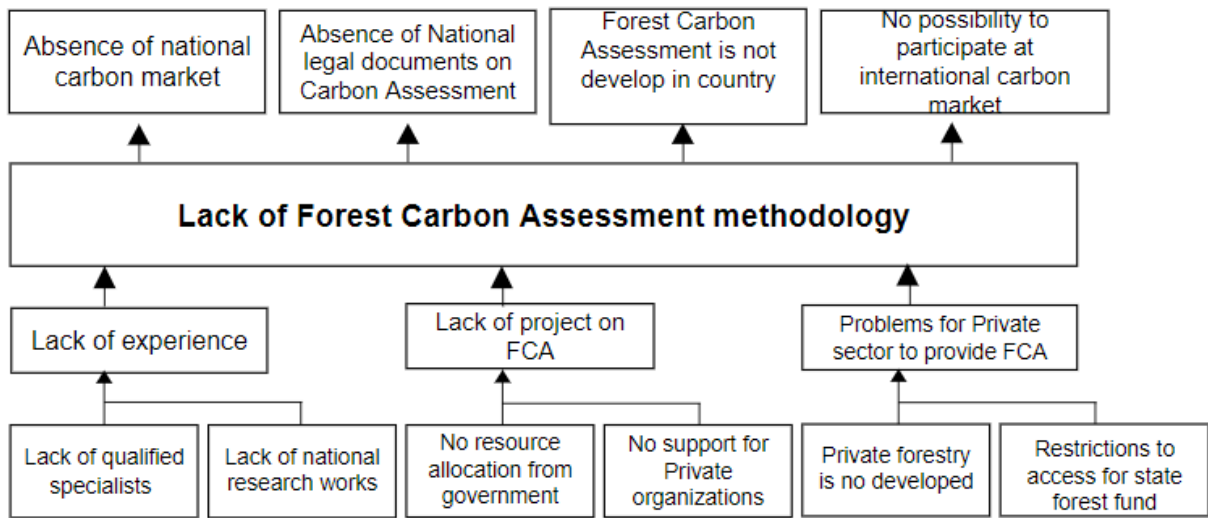 Absence of national
carbon market
Absence of National
legal documents on
Carbon Assessment
Forest Carbon
Assessment is not
develop in country
No possibility to
participate at
international carbon
market
Lack of Forest Carbon Assessment methodology
Lack of experience
Lack of project on
FCA
Problems for Private
sector to provide FCA
Lack of qualified
specialists
Lack of national
research works
No resource
allocation from
government
No support for
Private
organizations
Private forestry
is no developed
Restrictions to
access for state
forest fund